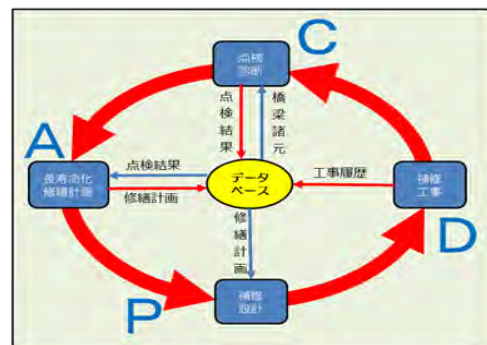 C
点検
診断
A
点検結果
橋梁諸元
長寿命化
修繕計画
点検結果
修繕計画
データ
ベース
工事履歴
補修
工事
修繕計画
D
P
補修
設計